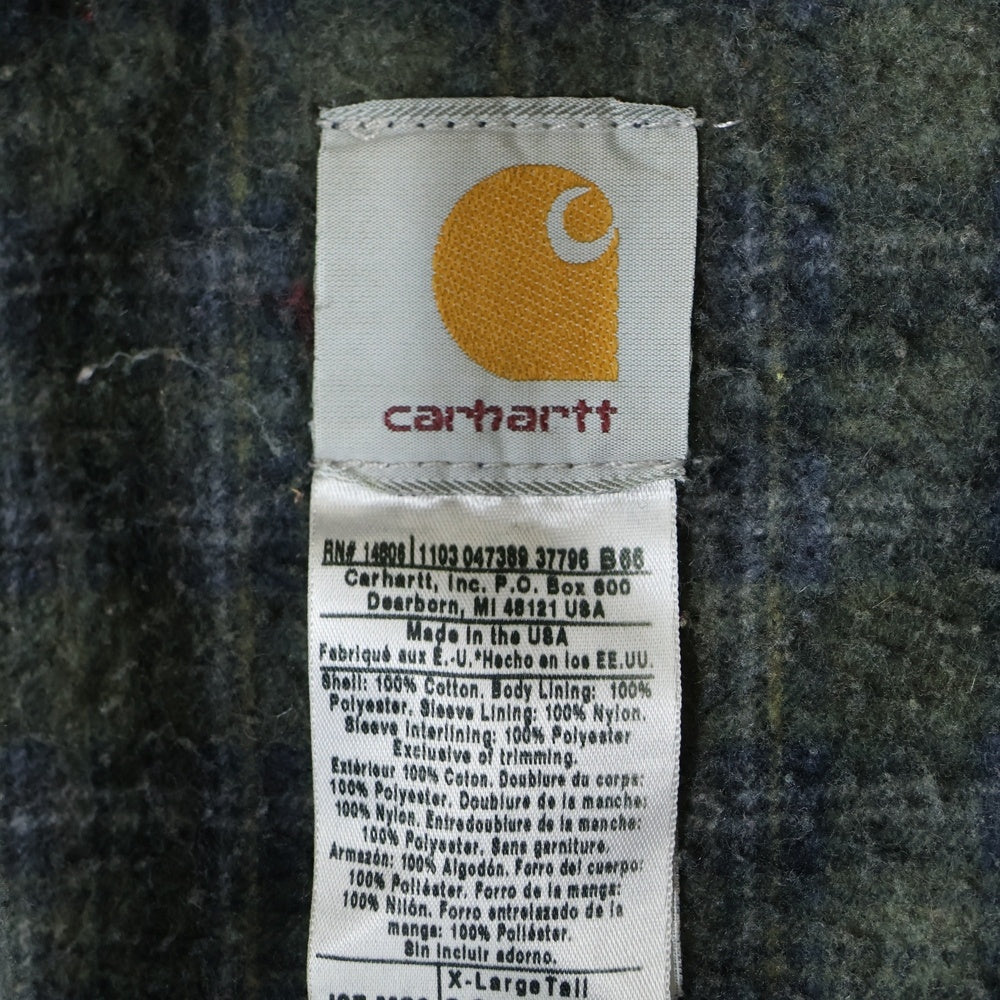 carhartt
RN# 14806 1103 047389 37796 B66
Carhartt, Inc. P.O. Box 600
Dearborn, MI 48121 USA
Made in the USA
Fabriqué aux É.-U.*Hecho en los EE.UU.
Shell: 100% Cotton. Body Lining: 100%
Polyester. Sleeve Lining: 100% Nylon.
Sleeve Interlining: 100% Polyester
Exclusive of trimming.
Extérieur 100% Coton. Doublure du corps:
100% Polyester. Doublure de la manche:
100% Nylon. Entredoublure de la manche:
100% Polyester. Sans garniture.
Armazón: 100% Algodón. Forro del cuerpo:
100% Poliéster. Forro de la manga:
100% Nilón. Forro entrelazado de la
manga: 100% Poliéster.
Sin incluir adorno.
X-Large Tall